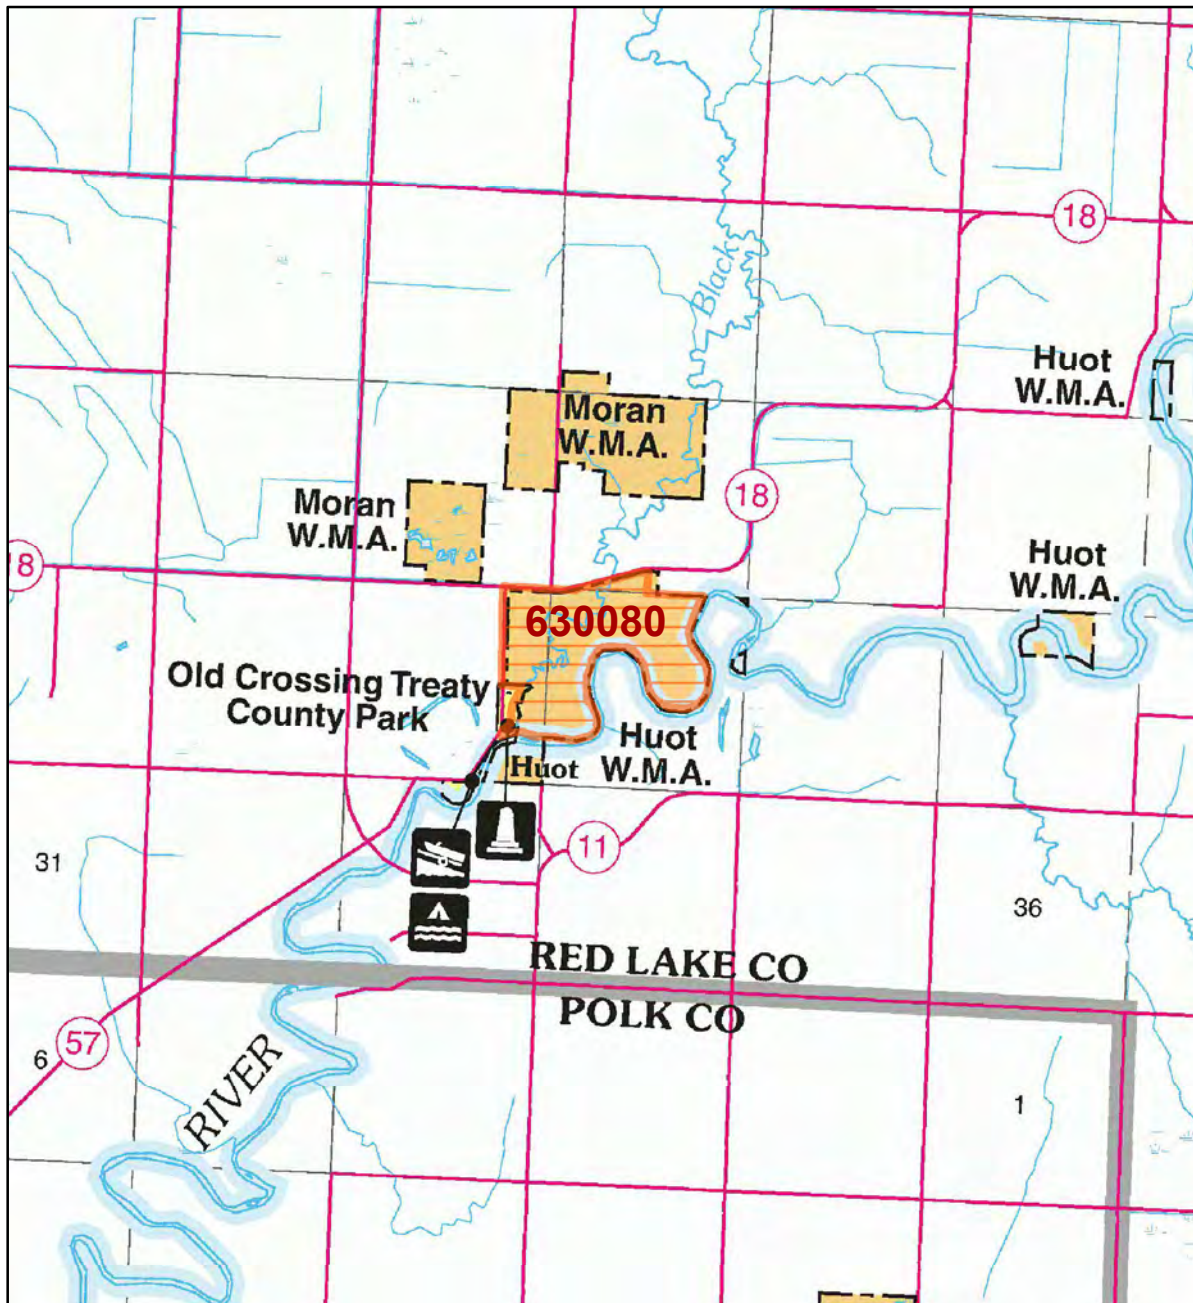 18
Black
Huot
W.M.A.
Moran
W.M.A.
Moran
W.M.A.
18
Huot
W.M.A.
8
630080
Old Crossing Treaty
County Park
Huot
W.M.A.
Huot
11
31
36
RED LAKE CO
POLK CO
57
6
RIVER
1